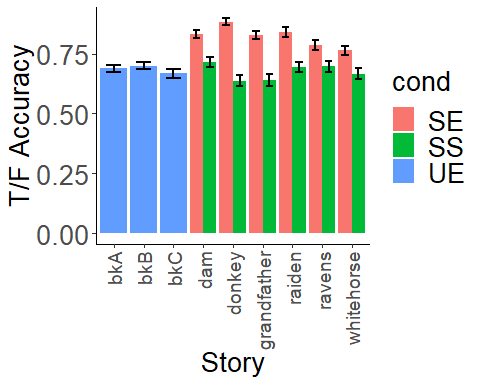 T/F Accuracy
0.75
0.50
0.25
0.00
bkA
bkB
bkC
dam
donkey
grandfather
raiden
ravens
whitehorse
Story
cond
SE
SS
UE